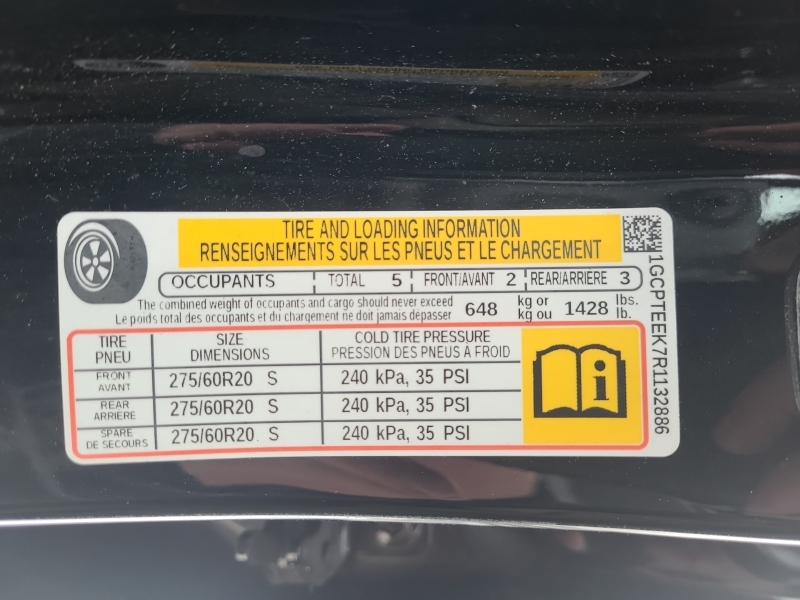 TIRE AND LOADING INFORMATION
RENSEIGNEMENTS SUR LES PNEUS ET LE CHARGEMENT
OCCUPANTS TOTAL 5 FRONT/AVANT 2 REAR/ARRIÈRE 3
The combined weight of occupants and cargo should never exceed 648 kg or 1428 lbs.
Le poids total des occupants et du chargement ne doit jamais dépasser kg ou lb.
TIRE SIZE COLD TIRE PRESSURE
PNEU DIMENSIONS PRESSION DES PNEUS A FROID
FRONT
AVANT 275/60R20 S 240 kPa, 35 PSI
REAR
ARRIÈRE 275/60R20 S 240 kPa, 35 PSI
SPARE
DE SECOURS 275/60R20 S 240 kPa, 35 PSI
1GCPTEEK7R1132886